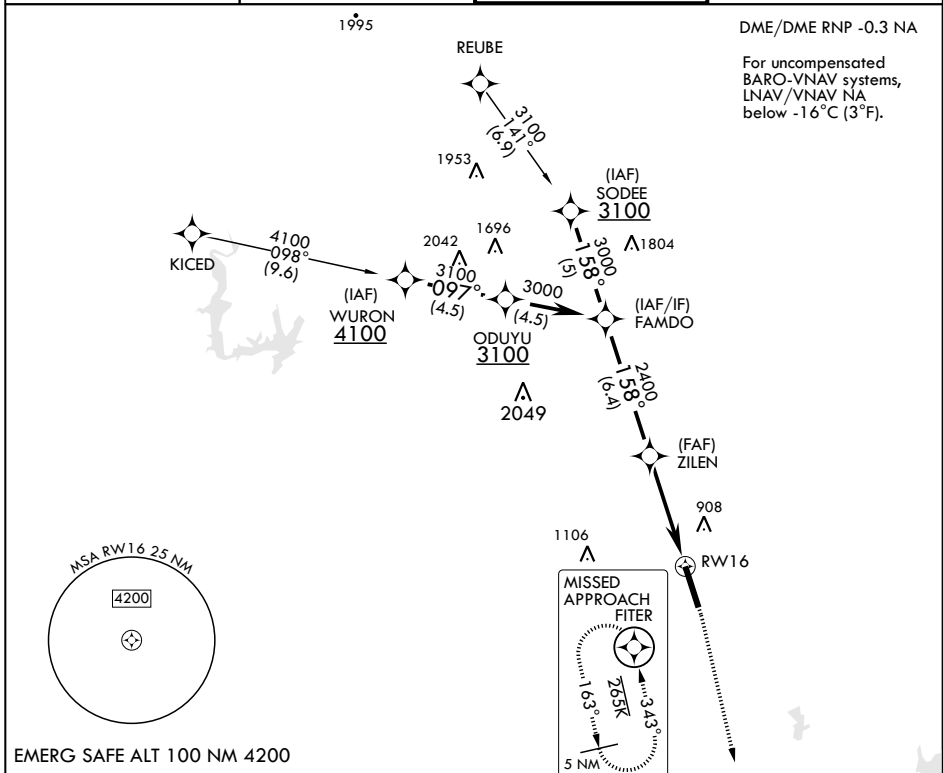 1995
DME/DME RNP -0.3 NA
For uncompensated
BARO-VNAV systems,
LNAV/VNAV NA
below -16°C (3°F).
REUBE
3100
141°
(6.9)
1953
(IAF)
SODEE
3100
1804
3000
158°
(5)
KICED
4100
098°
(9.6)
2042
1696
(IAF)
WURON
4100
3100
097°
(4.5)
ODUYU
3100
3000
(4.5)
(IAF/IF)
FAMDO
2049
2400
158°
(6.4)
(FAF)
ZILEN
908
1106
RW16
MSA RW16 25 NM
4200
MISSED
APPROACH
FITER
163°
265K
343°
5 NM
EMERG SAFE ALT 100 NM 4200